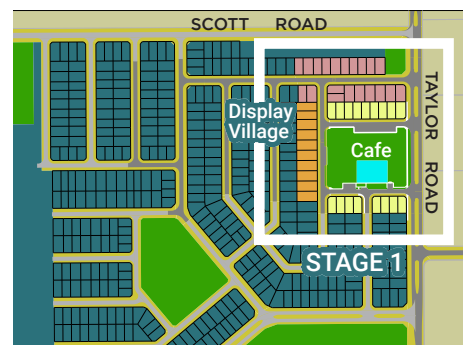 SCOTT ROAD
TAYLOR ROAD
Display
Village
Cafe
STAGE 1